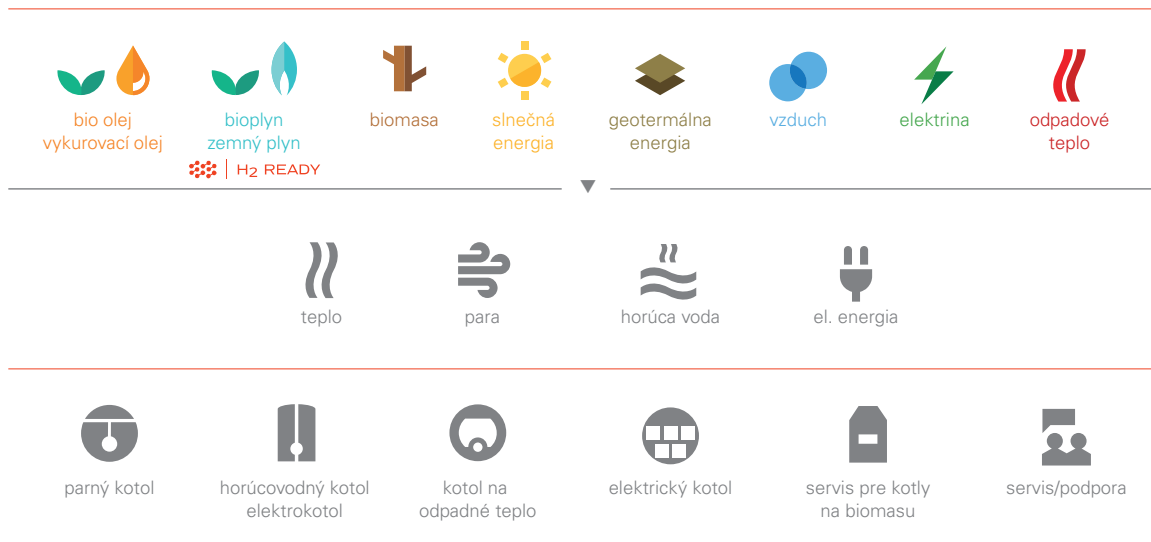 bio olej
vykurovací olej
bioplyn
zemný plyn
H2 READY
biomasa
slnečná
energia
geotermálna
energia
vzduch
elektrina
odpadové
teplo
teplo
para
horúca voda
el. energia
parný kotol
horúcovodný kotol
elektrokotol
kotol na
odpadné teplo
elektrický kotol
servis pre kotly
na biomasu
servis/podpora